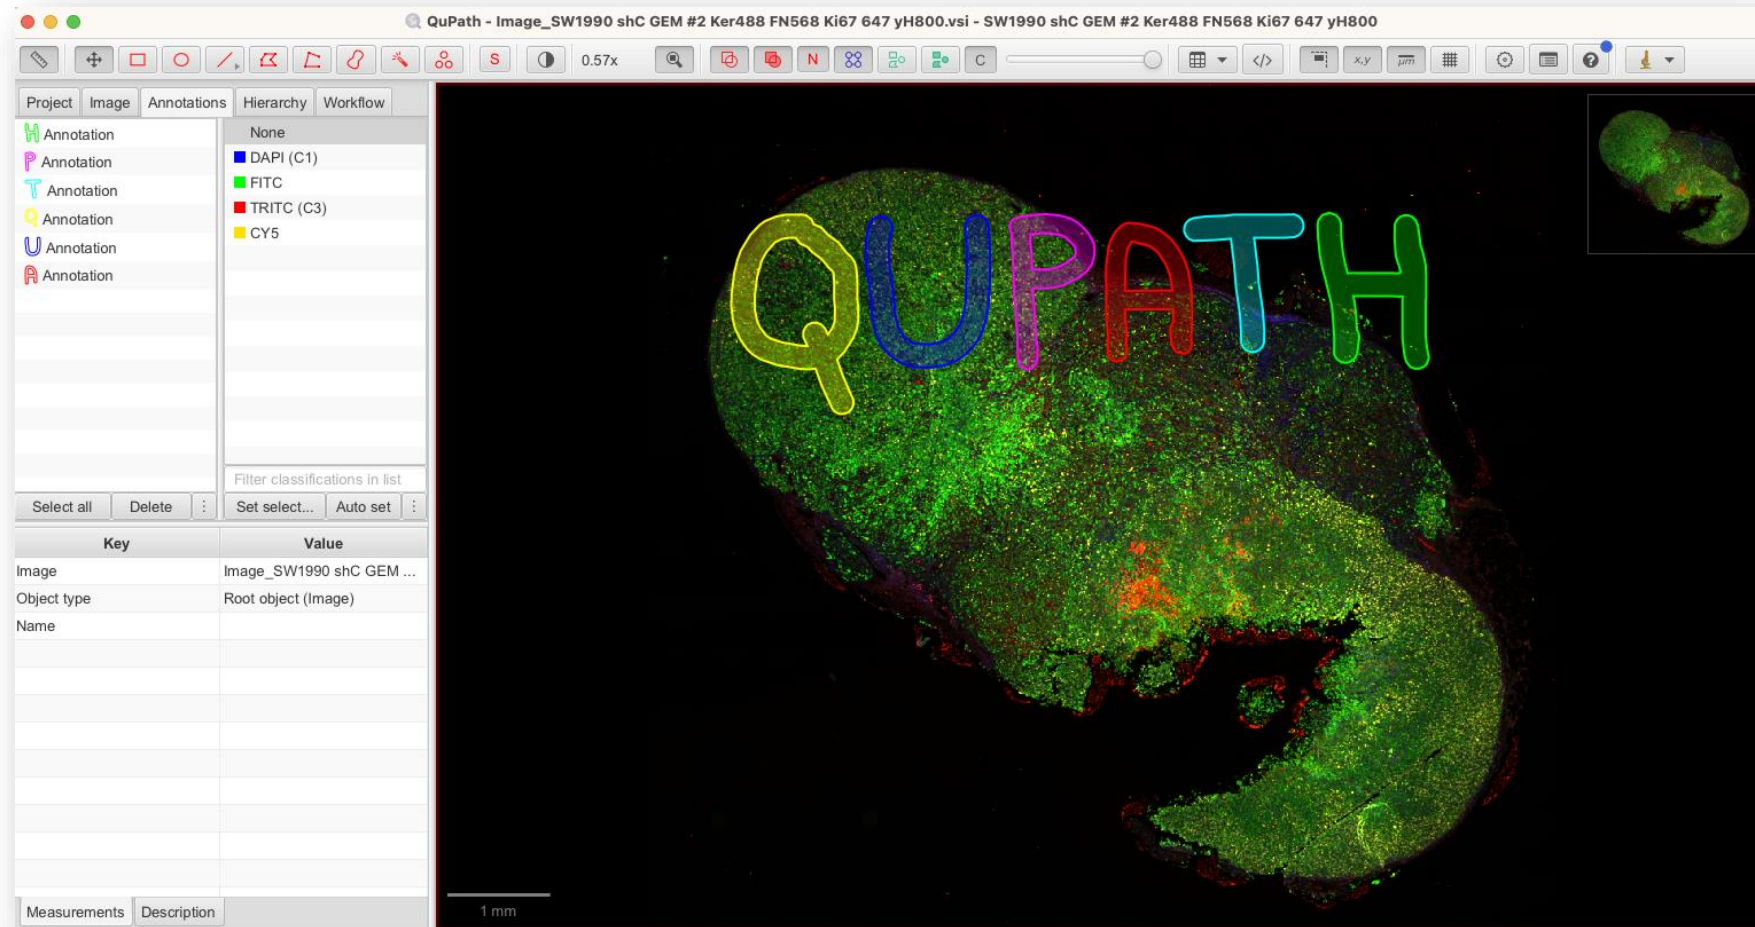 QuPath - Image_SW1990 shC GEM #2 Ker488 FN568 Ki67 647 yH800.vsi - SW1990 shC GEM #2 Ker488 FN568 Ki67 647 yH800
S 0.57x N C </> x,y μm ?
Project Image Annotations Hierarchy Workflow
Annotation
Annotation
Annotation
Annotation
Annotation
Annotation
None
DAPI (C1)
FITC
TRITC (C3)
CY5
Filter classifications in list
Select all Delete ⋮ Set select... Auto set ⋮
Key Value
Image Image_SW1990 shC GEM ...
Object type Root object (Image)
Name
Measurements Description
QUPATH
1 mm